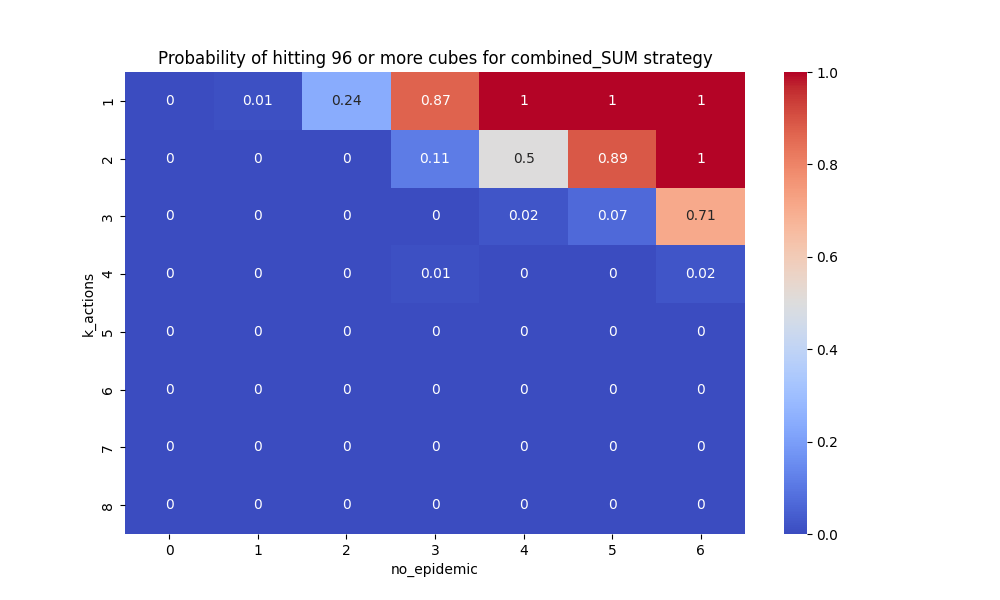 Probability of hitting 96 or more cubes for combined_SUM strategy
1 0 0.01 0.24 0.87 1 1 1
2 0 0 0 0.11 0.5 0.89 1
3 0 0 0 0 0.02 0.07 0.71
4 0 0 0 0.01 0 0 0.02
5 0 0 0 0 0 0 0
6 0 0 0 0 0 0 0
7 0 0 0 0 0 0 0
8 0 0 0 0 0 0 0
0 1 2 3 4 5 6
no_epidemic
k_actions
1.0
0.8
0.6
0.4
0.2
0.0